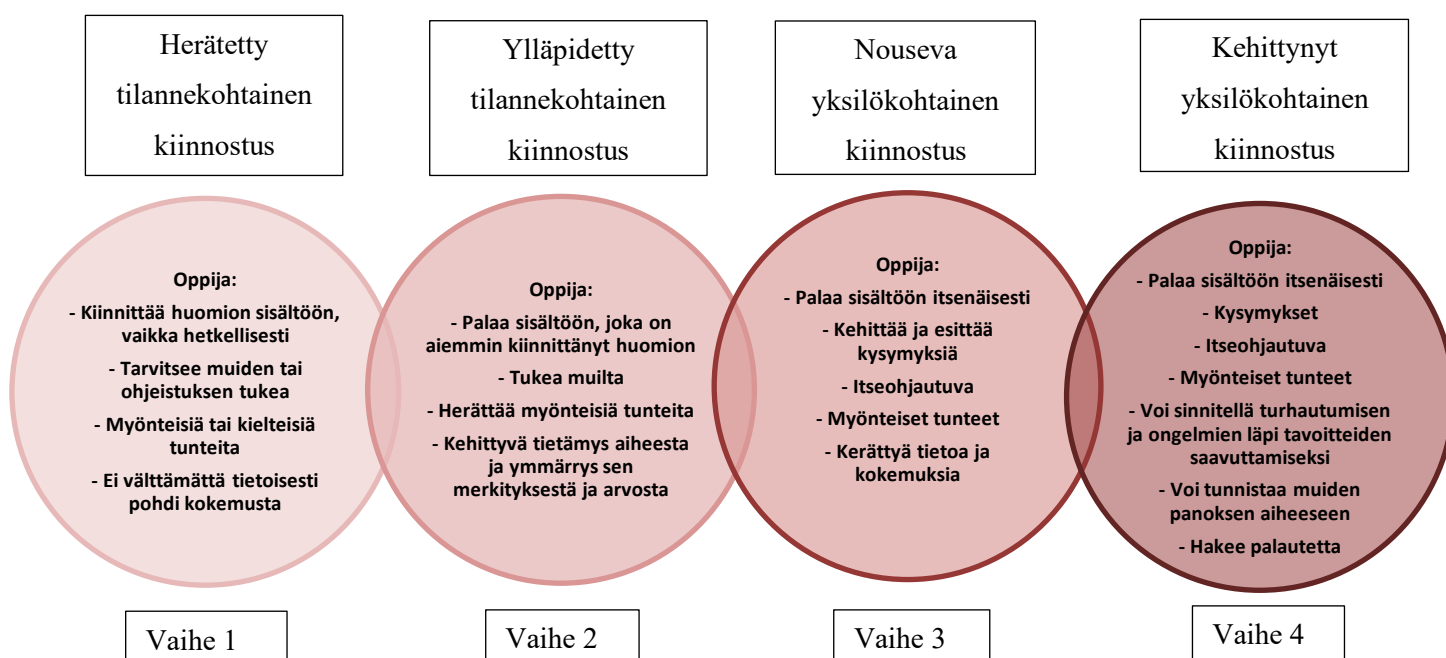 Herätetty
tilannekohtainen
kiinnostus
Ylläpidetty
tilannekohtainen
kiinnostus
Nouseva
yksilökohtainen
kiinnostus
Kehittynyt
yksilökohtainen
kiinnostus
Oppija:
- Kiinnittää huomion sisältöön,
vaikka hetkellisesti
- Tarvitsee muiden tai
ohjeistuksen tukea
- Myönteisiä tai kielteisiä
tunteita
- Ei välttämättä tietoisesti
pohdi kokemusta
Oppija:
- Palaa sisältöön, joka on
aiemmin kiinnittänyt huomion
- Tukea muilta
- Herättää myönteisiä tunteita
- Kehittyvä tietämys aiheesta
ja ymmärrys sen
merkityksestä ja arvosta
Oppija:
- Palaa sisältöön itsenäisesti
- Kehittää ja esittää
kysymyksiä
- Itseohjautuva
- Myönteiset tunteet
- Kerättyä tietoa ja
kokemuksia
Oppija:
- Palaa sisältöön itsenäisesti
- Kysymykset
- Itseohjautuva
- Myönteiset tunteet
- Voi sinnitellä turhautumisen
ja ongelmien läpi tavoitteiden
saavuttamiseksi
- Voi tunnistaa muiden
panoksen aiheeseen
- Hakee palautetta
Vaihe 1
Vaihe 2
Vaihe 3
Vaihe 4